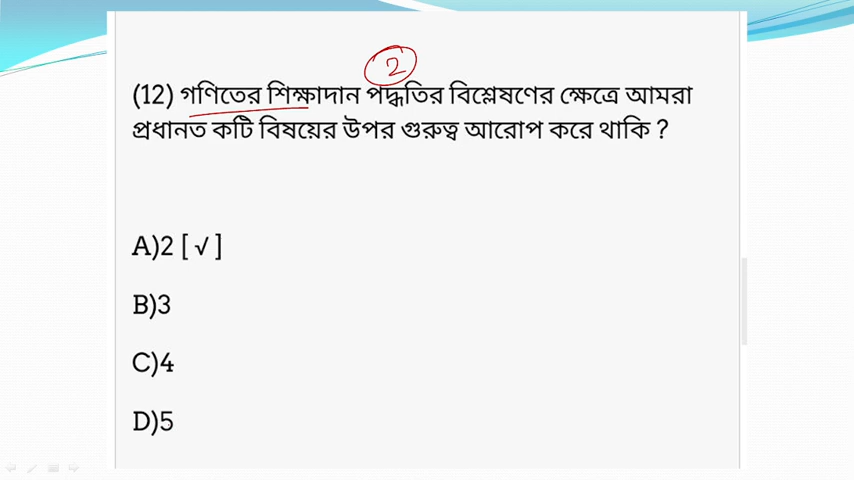 2
(12) গণিতের শিক্ষাদান পদ্ধতির বিশ্লেষণের ক্ষেত্রে আমরা
প্রধানত কটি বিষয়ের উপর গুরুত্ব আরোপ করে থাকি ?
A)2 [ √ ]
B)3
C)4
D)5